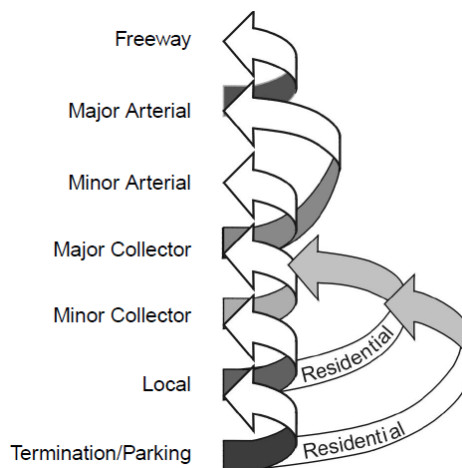 Freeway
Major Arterial
Minor Arterial
Major Collector
Minor Collector
Residential
Local
Residential
Termination/Parking